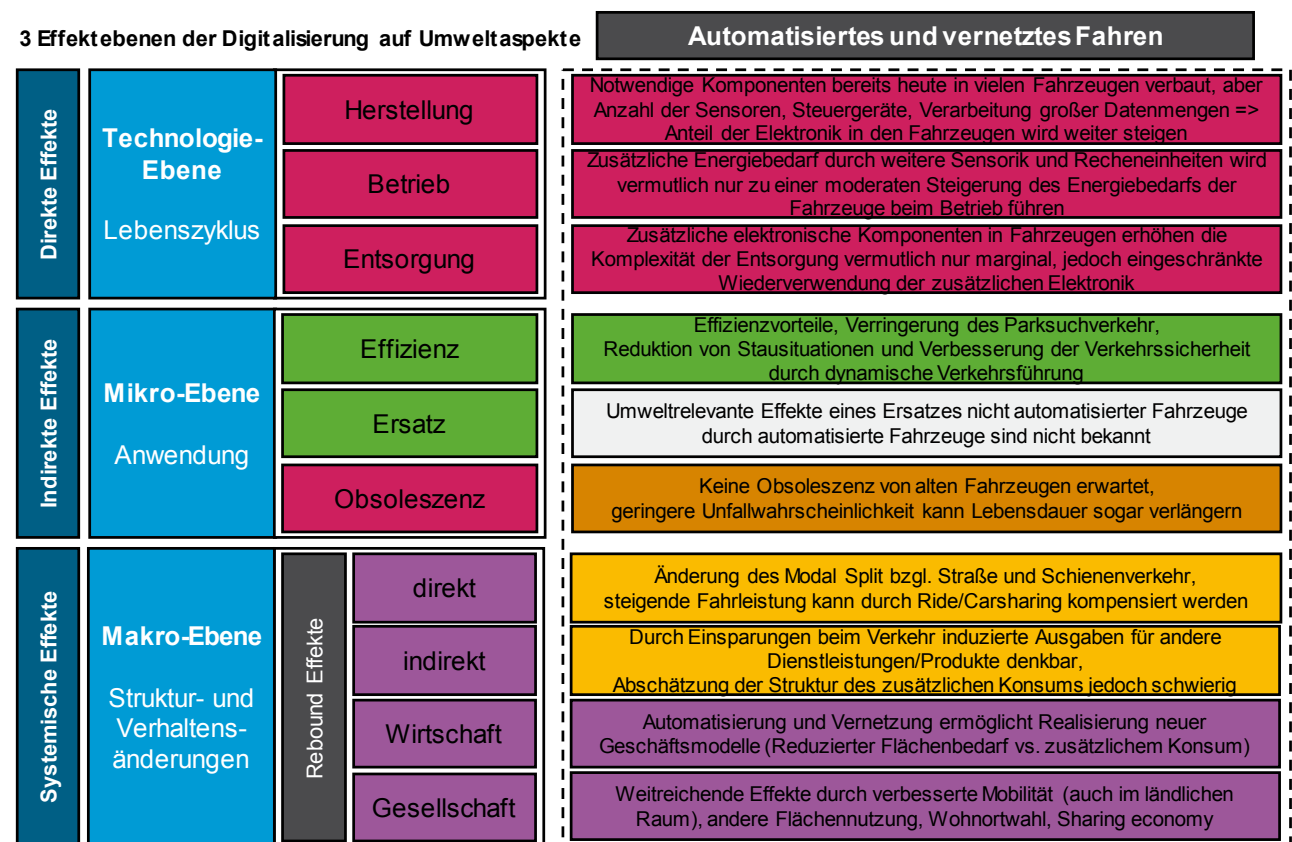 3 Effektebenen der Digitalisierung auf Umweltaspekte
Automatisiertes und vernetztes Fahren
Direkte Effekte
Technologie-
Ebene
Lebenszyklus
Herstellung
Notwendige Komponenten bereits heute in vielen Fahrzeugen verbaut, aber
Anzahl der Sensoren, Steuergeräte, Verarbeitung großer Datenmengen =>
Anteil der Elektronik in den Fahrzeugen wird weiter steigen
Betrieb
Zusätzliche Energiebedarf durch weitere Sensorik und Recheneinheiten wird
vermutlich nur zu einer moderaten Steigerung des Energiebedarfs der
Fahrzeuge beim Betrieb führen
Entsorgung
Zusätzliche elektronische Komponenten in Fahrzeugen erhöhen die
Komplexität der Entsorgung vermutlich nur marginal, jedoch eingeschränkte
Wiederverwendung der zusätzlichen Elektronik
Indirekte Effekte
Mikro-Ebene
Anwendung
Effizienz
Effizienzvorteile, Verringerung des Parksuchverkehr,
Reduktion von Stausituationen und Verbesserung der Verkehrssicherheit
durch dynamische Verkehrsführung
Ersatz
Umweltrelevante Effekte eines Ersatzes nicht automatisierter Fahrzeuge
durch automatisierte Fahrzeuge sind nicht bekannt
Obsoleszenz
Keine Obsoleszenz von alten Fahrzeugen erwartet,
geringere Unfallwahrscheinlichkeit kann Lebensdauer sogar verlängern
Systemische Effekte
Makro-Ebene
Struktur- und
Verhaltens-
änderungen
Rebound Effekte
direkt
Änderung des Modal Split bzgl. Straße und Schienenverkehr,
steigende Fahrleistung kann durch Ride/Carsharing kompensiert werden
indirekt
Durch Einsparungen beim Verkehr induzierte Ausgaben für andere
Dienstleistungen/Produkte denkbar,
Abschätzung der Struktur des zusätzlichen Konsums jedoch schwierig
Wirtschaft
Automatisierung und Vernetzung ermöglicht Realisierung neuer
Geschäftsmodelle (Reduzierter Flächenbedarf vs. zusätzlichem Konsum)
Gesellschaft
Weitreichende Effekte durch verbesserte Mobilität (auch im ländlichen
Raum), andere Flächennutzung, Wohnortwahl, Sharing economy